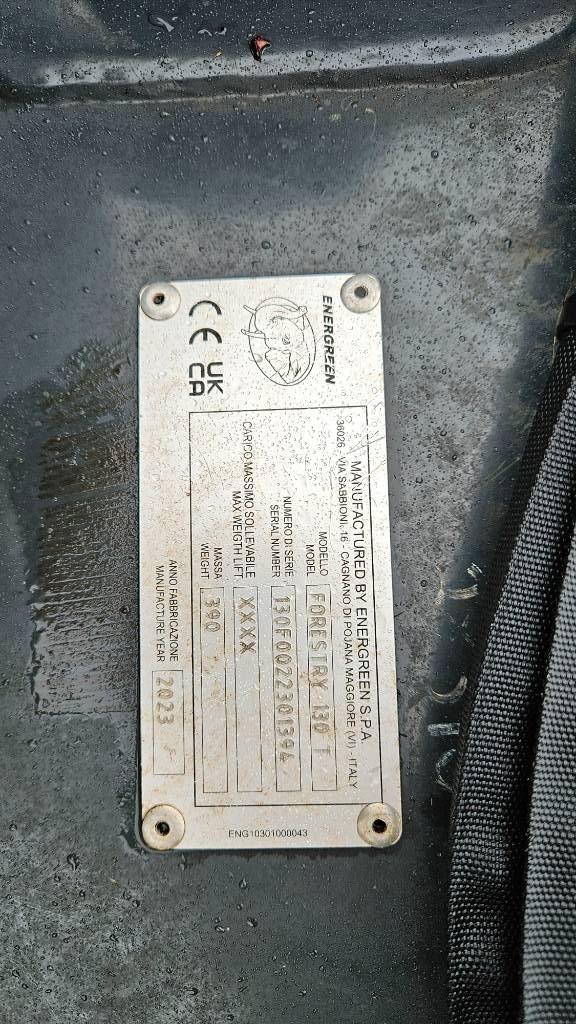 ENERGREEN
CE UK
CA
MANUFACTURED BY ENERGREEN S.P.A.
36026 - VIA SABBIONI, 16 - CAGNANO DI POJANA MAGGIORE (VI) - ITALY
MODELLO
MODEL
FORESTRY 130 T
NUMERO DI SERIE
SERIAL NUMBER
130F0022301394
CARICO MASSIMO SOLLEVABILE
MAX WEIGTH LIFT
XXXX
MASSA
WEIGHT
390
ANNO FABBRICAZIONE
MANUFACTURE YEAR
2023
ENG10301000043